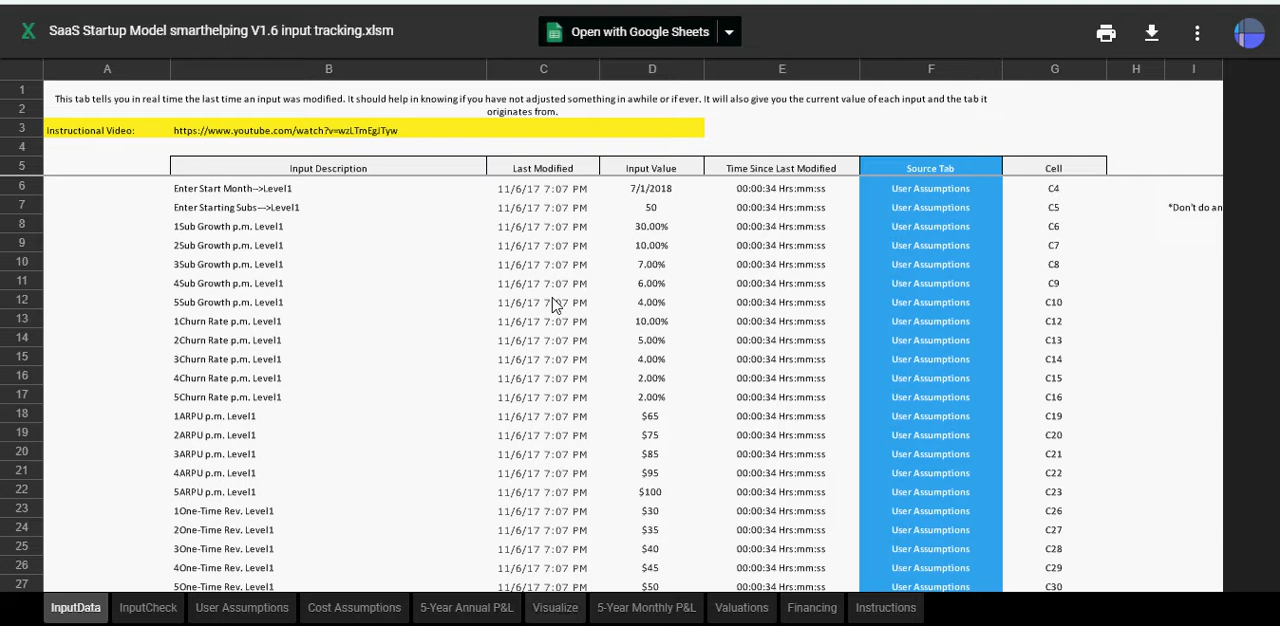 SaaS Startup Model smarthelping V1.6 input tracking.xlsm
Open with Google Sheets
A B C D E F G H I
1
2
This tab tells you in real time the last time an input was modified. It should help in knowing if you have not adjusted something in awhile or if ever. It will also give you the current value of each input and the tab it
originates from.
3 Instructional Video: https://www.youtube.com/watch?v=wzLTmEgJTyw
4
5 Input Description Last Modified Input Value Time Since Last Modified Source Tab Cell
6 Enter Start Month-->Level1 11/6/17 7:07 PM 7/1/2018 00:00:34 Hrs:mm:ss User Assumptions C4
7 Enter Starting Subs--->Level1 11/6/17 7:07 PM 50 00:00:34 Hrs:mm:ss User Assumptions C5 *Don't do an
8 1Sub Growth p.m. Level1 11/6/17 7:07 PM 30.00% 00:00:34 Hrs:mm:ss User Assumptions C6
9 2Sub Growth p.m. Level1 11/6/17 7:07 PM 10.00% 00:00:34 Hrs:mm:ss User Assumptions C7
10 3Sub Growth p.m. Level1 11/6/17 7:07 PM 7.00% 00:00:34 Hrs:mm:ss User Assumptions C8
11 4Sub Growth p.m. Level1 11/6/17 7:07 PM 6.00% 00:00:34 Hrs:mm:ss User Assumptions C9
12 5Sub Growth p.m. Level1 11/6/17 7:07 PM 4.00% 00:00:34 Hrs:mm:ss User Assumptions C10
13 1Churn Rate p.m. Level1 11/6/17 7:07 PM 10.00% 00:00:34 Hrs:mm:ss User Assumptions C12
14 2Churn Rate p.m. Level1 11/6/17 7:07 PM 5.00% 00:00:34 Hrs:mm:ss User Assumptions C13
15 3Churn Rate p.m. Level1 11/6/17 7:07 PM 4.00% 00:00:34 Hrs:mm:ss User Assumptions C14
16 4Churn Rate p.m. Level1 11/6/17 7:07 PM 2.00% 00:00:34 Hrs:mm:ss User Assumptions C15
17 5Churn Rate p.m. Level1 11/6/17 7:07 PM 2.00% 00:00:34 Hrs:mm:ss User Assumptions C16
18 1ARPU p.m. Level1 11/6/17 7:07 PM $65 00:00:34 Hrs:mm:ss User Assumptions C19
19 2ARPU p.m. Level1 11/6/17 7:07 PM $75 00:00:34 Hrs:mm:ss User Assumptions C20
20 3ARPU p.m. Level1 11/6/17 7:07 PM $85 00:00:34 Hrs:mm:ss User Assumptions C21
21 4ARPU p.m. Level1 11/6/17 7:07 PM $95 00:00:34 Hrs:mm:ss User Assumptions C22
22 5ARPU p.m. Level1 11/6/17 7:07 PM $100 00:00:34 Hrs:mm:ss User Assumptions C23
23 1One-Time Rev. Level1 11/6/17 7:07 PM $30 00:00:34 Hrs:mm:ss User Assumptions C26
24 2One-Time Rev. Level1 11/6/17 7:07 PM $35 00:00:34 Hrs:mm:ss User Assumptions C27
25 3One-Time Rev. Level1 11/6/17 7:07 PM $40 00:00:34 Hrs:mm:ss User Assumptions C28
26 4One-Time Rev. Level1 11/6/17 7:07 PM $45 00:00:34 Hrs:mm:ss User Assumptions C29
27 5One-Time Rev. Level1 11/6/17 7:07 PM $50 00:00:34 Hrs:mm:ss User Assumptions C30
InputData InputCheck User Assumptions Cost Assumptions 5-Year Annual P&L Visualize 5-Year Monthly P&L Valuations Financing Instructions